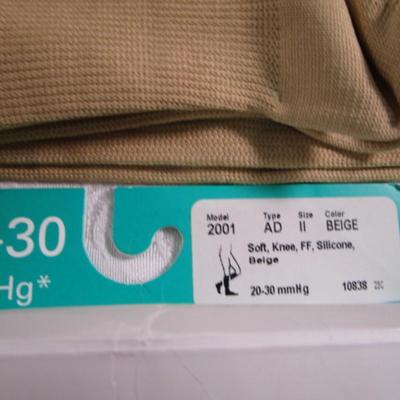 -30
Hg*
Model Type Size Color
2001 AD II BEIGE
Soft, Knee, FF, Silicone,
Beige
20-30 mmHg 10838